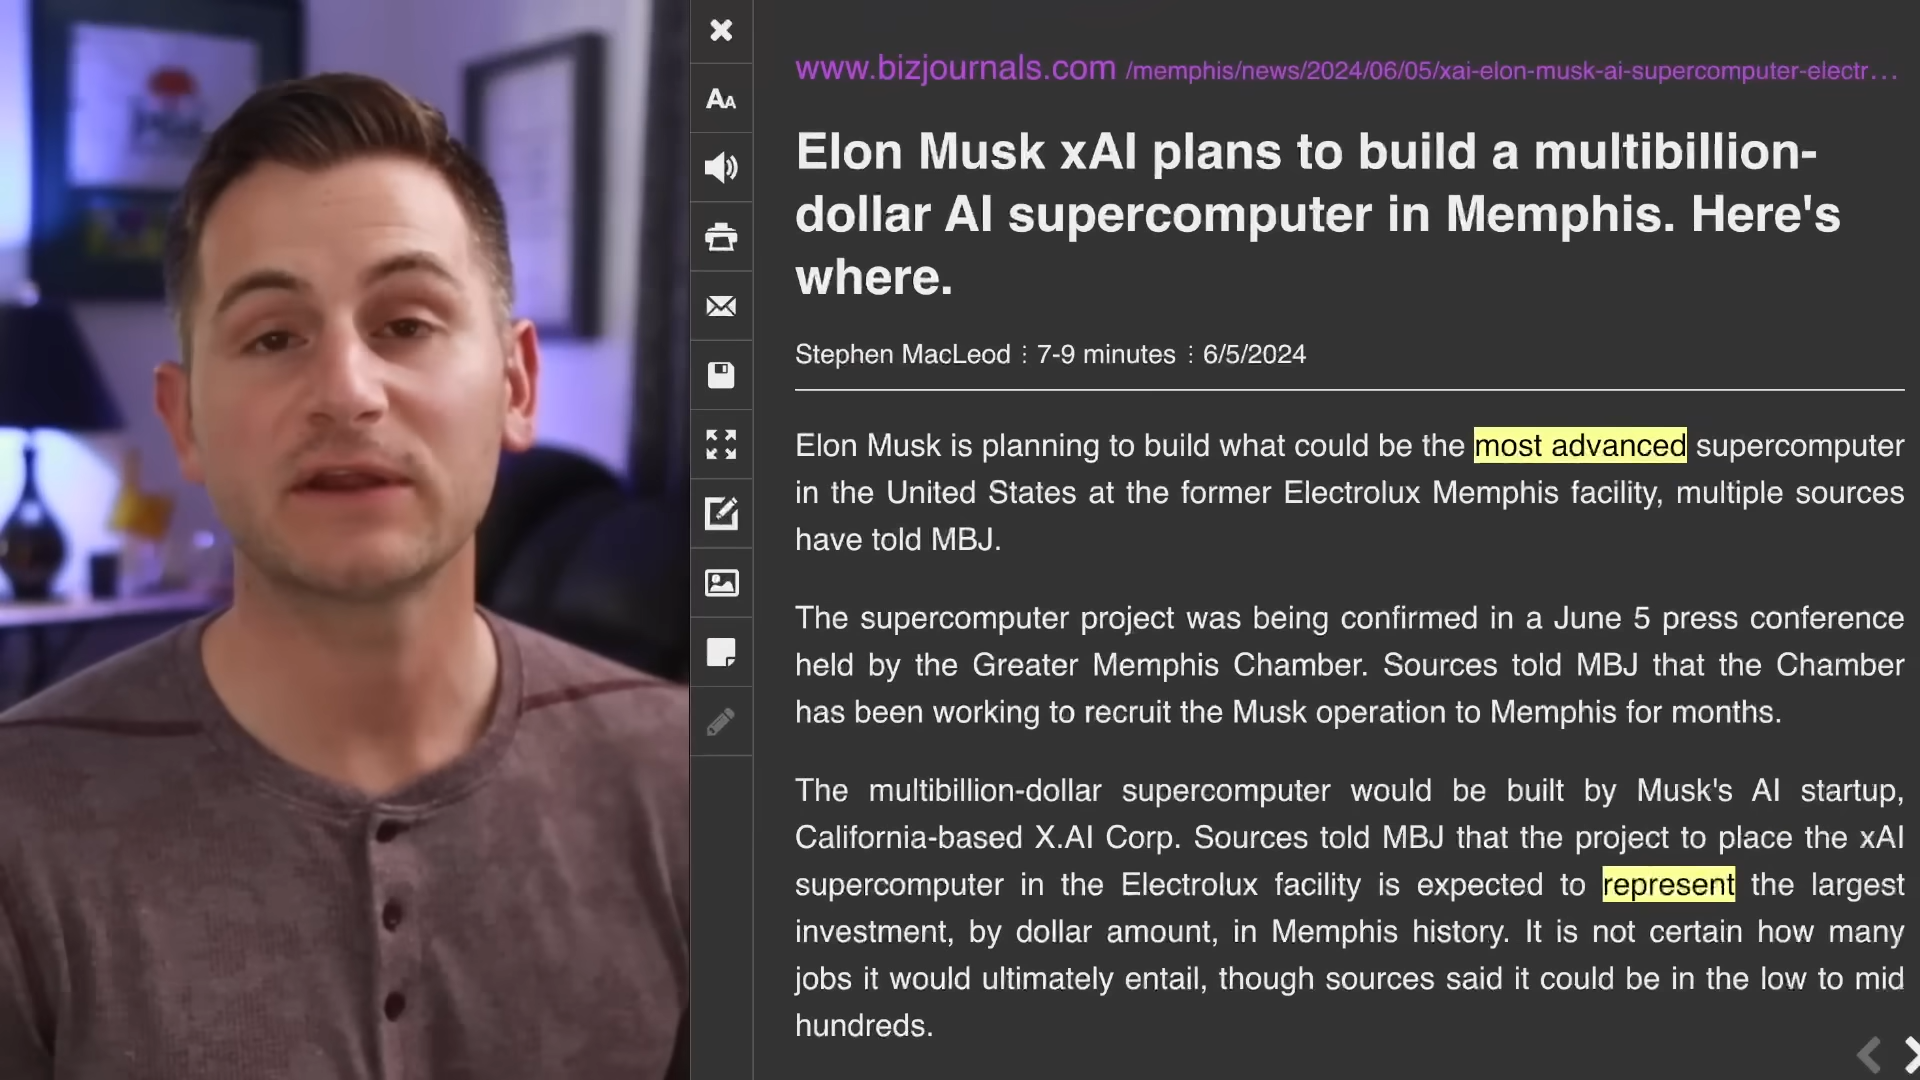 www.bizjournals.com /memphis/news/2024/06/05/xai-elon-musk-ai-supercomputer-electr...
Elon Musk xAI plans to build a multibillion-
dollar AI supercomputer in Memphis. Here's
where.
Stephen MacLeod ⋮ 7-9 minutes ⋮ 6/5/2024
Elon Musk is planning to build what could be the most advanced supercomputer
in the United States at the former Electrolux Memphis facility, multiple sources
have told MBJ.
The supercomputer project was being confirmed in a June 5 press conference
held by the Greater Memphis Chamber. Sources told MBJ that the Chamber
has been working to recruit the Musk operation to Memphis for months.
The multibillion-dollar supercomputer would be built by Musk's AI startup,
California-based X.AI Corp. Sources told MBJ that the project to place the xAI
supercomputer in the Electrolux facility is expected to represent the largest
investment, by dollar amount, in Memphis history. It is not certain how many
jobs it would ultimately entail, though sources said it could be in the low to mid
hundreds.